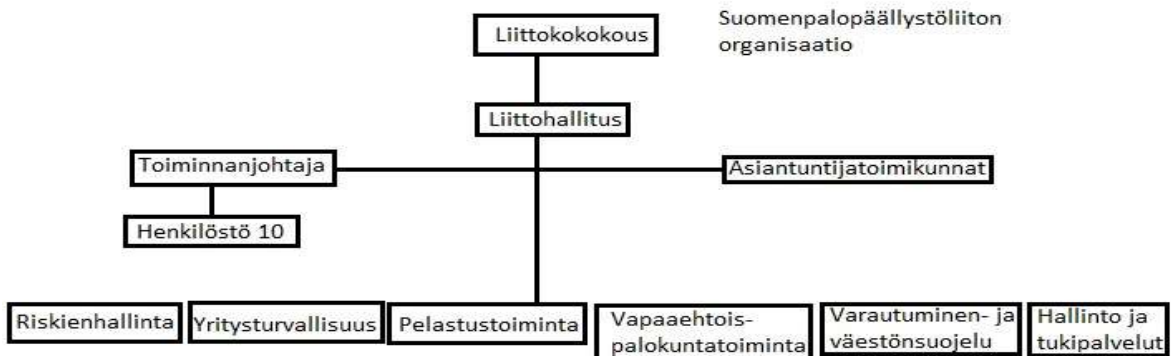 Liittokokokous
Suomenpalopäällystöliiton
organisaatio
Liittohallitus
Toiminnanjohtaja
Asiantuntijatoimikunnat
Henkilöstö 10
Riskienhallinta
Yritysturvallisuus
Pelastustoiminta
Vapaaehtois-
palokuntatoiminta
Varautuminen- ja
väestönsuojelu
Hallinto ja
tukipalvelut